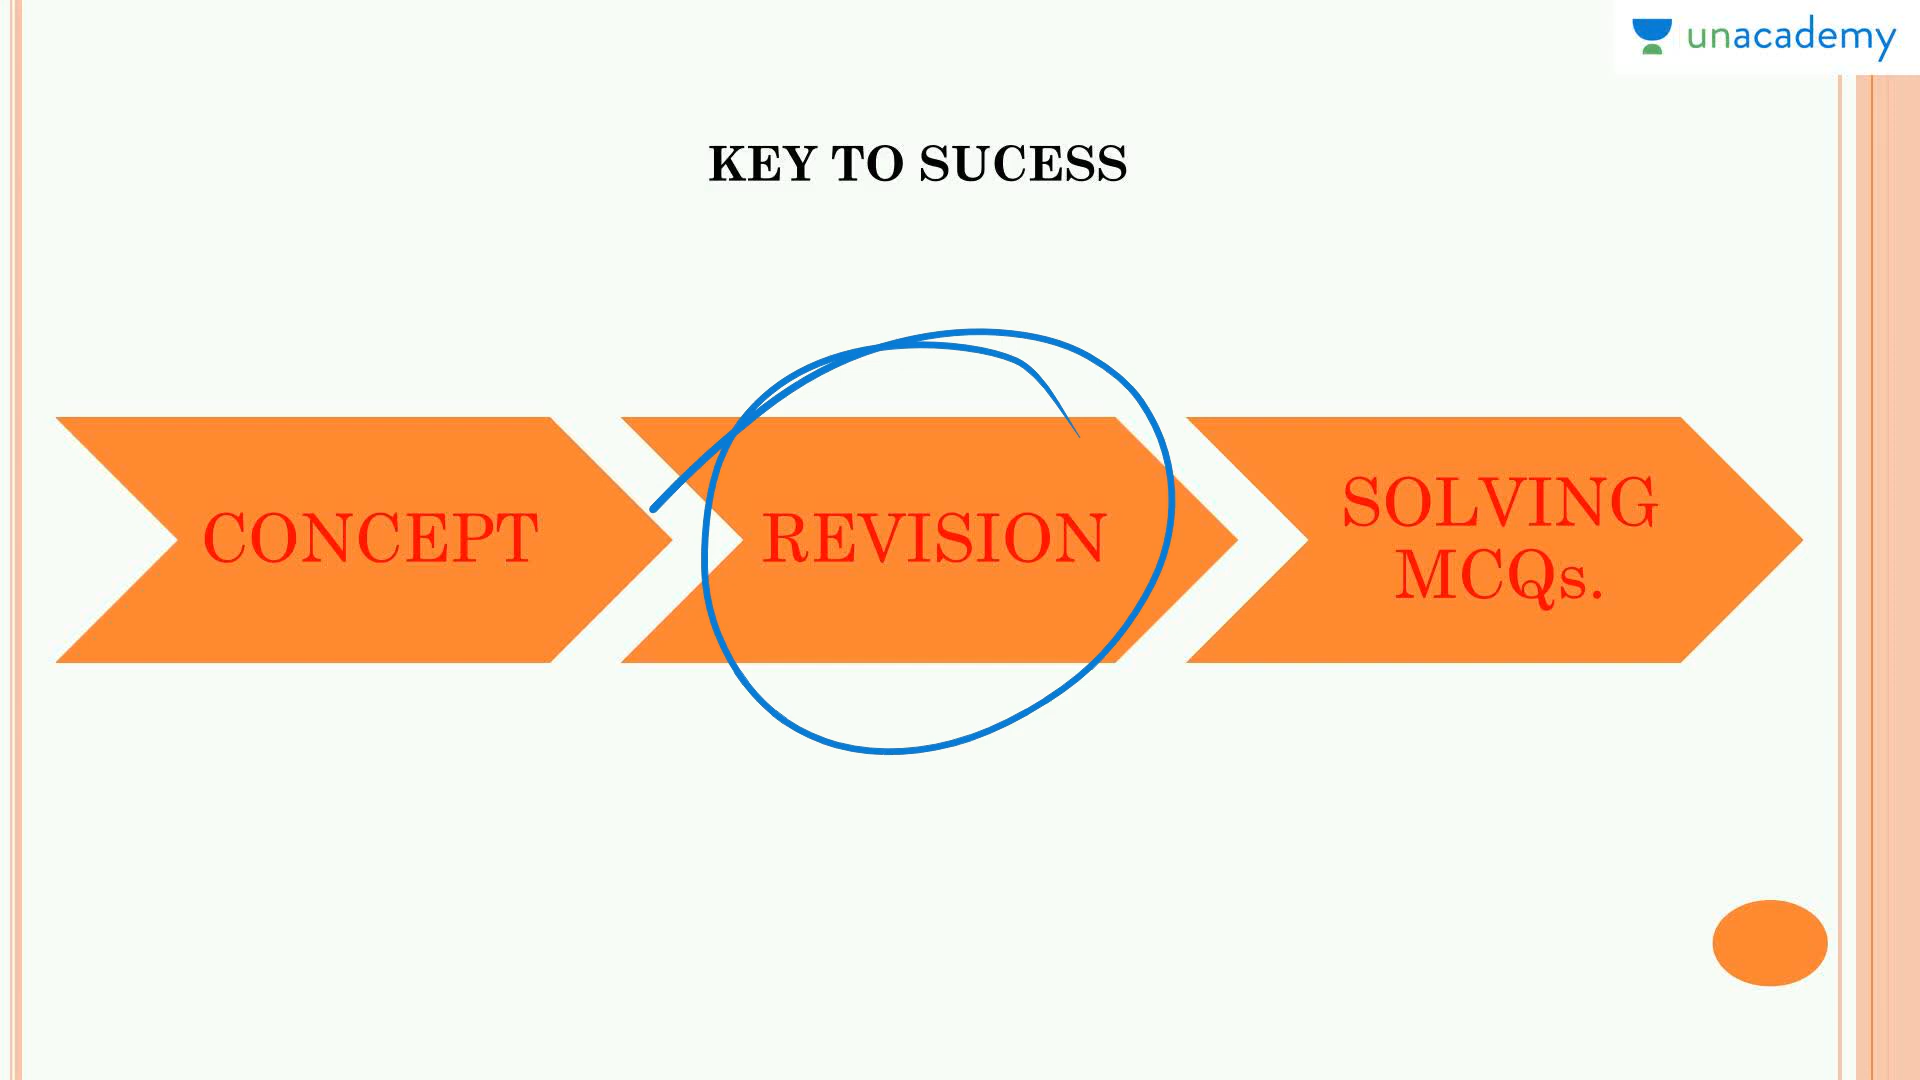 unacademy
KEY TO SUCESS
CONCEPT
REVISION
SOLVING
MCQs.